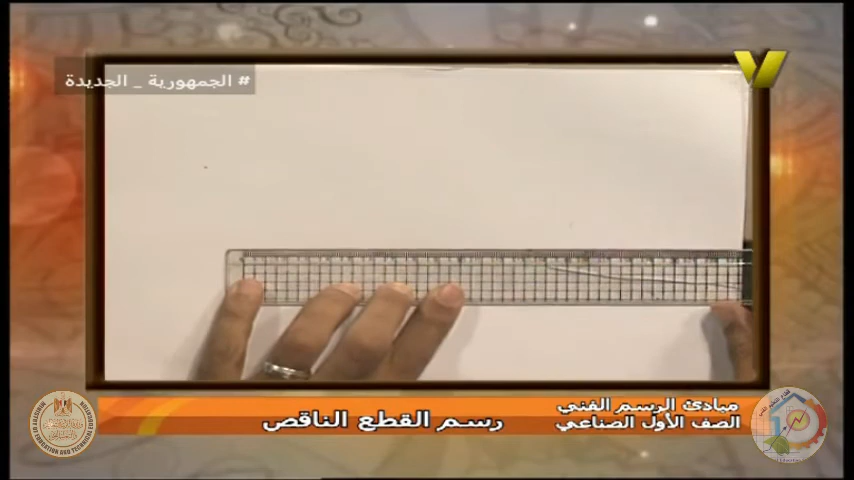 # الجمهورية _ الجديدة
مبادئ الرسم الفني
الصف الأول الصناعي
رسم القطع الناقص